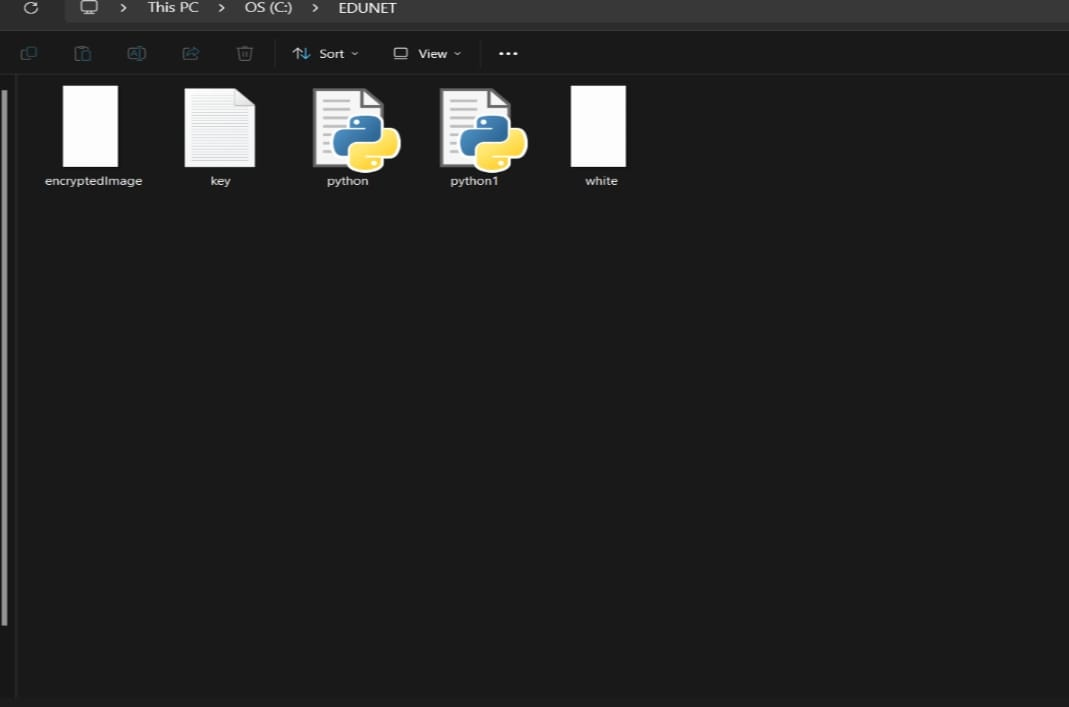 This PC > OS (C:) > EDUNET
Sort View
encryptedImage key python python1 white